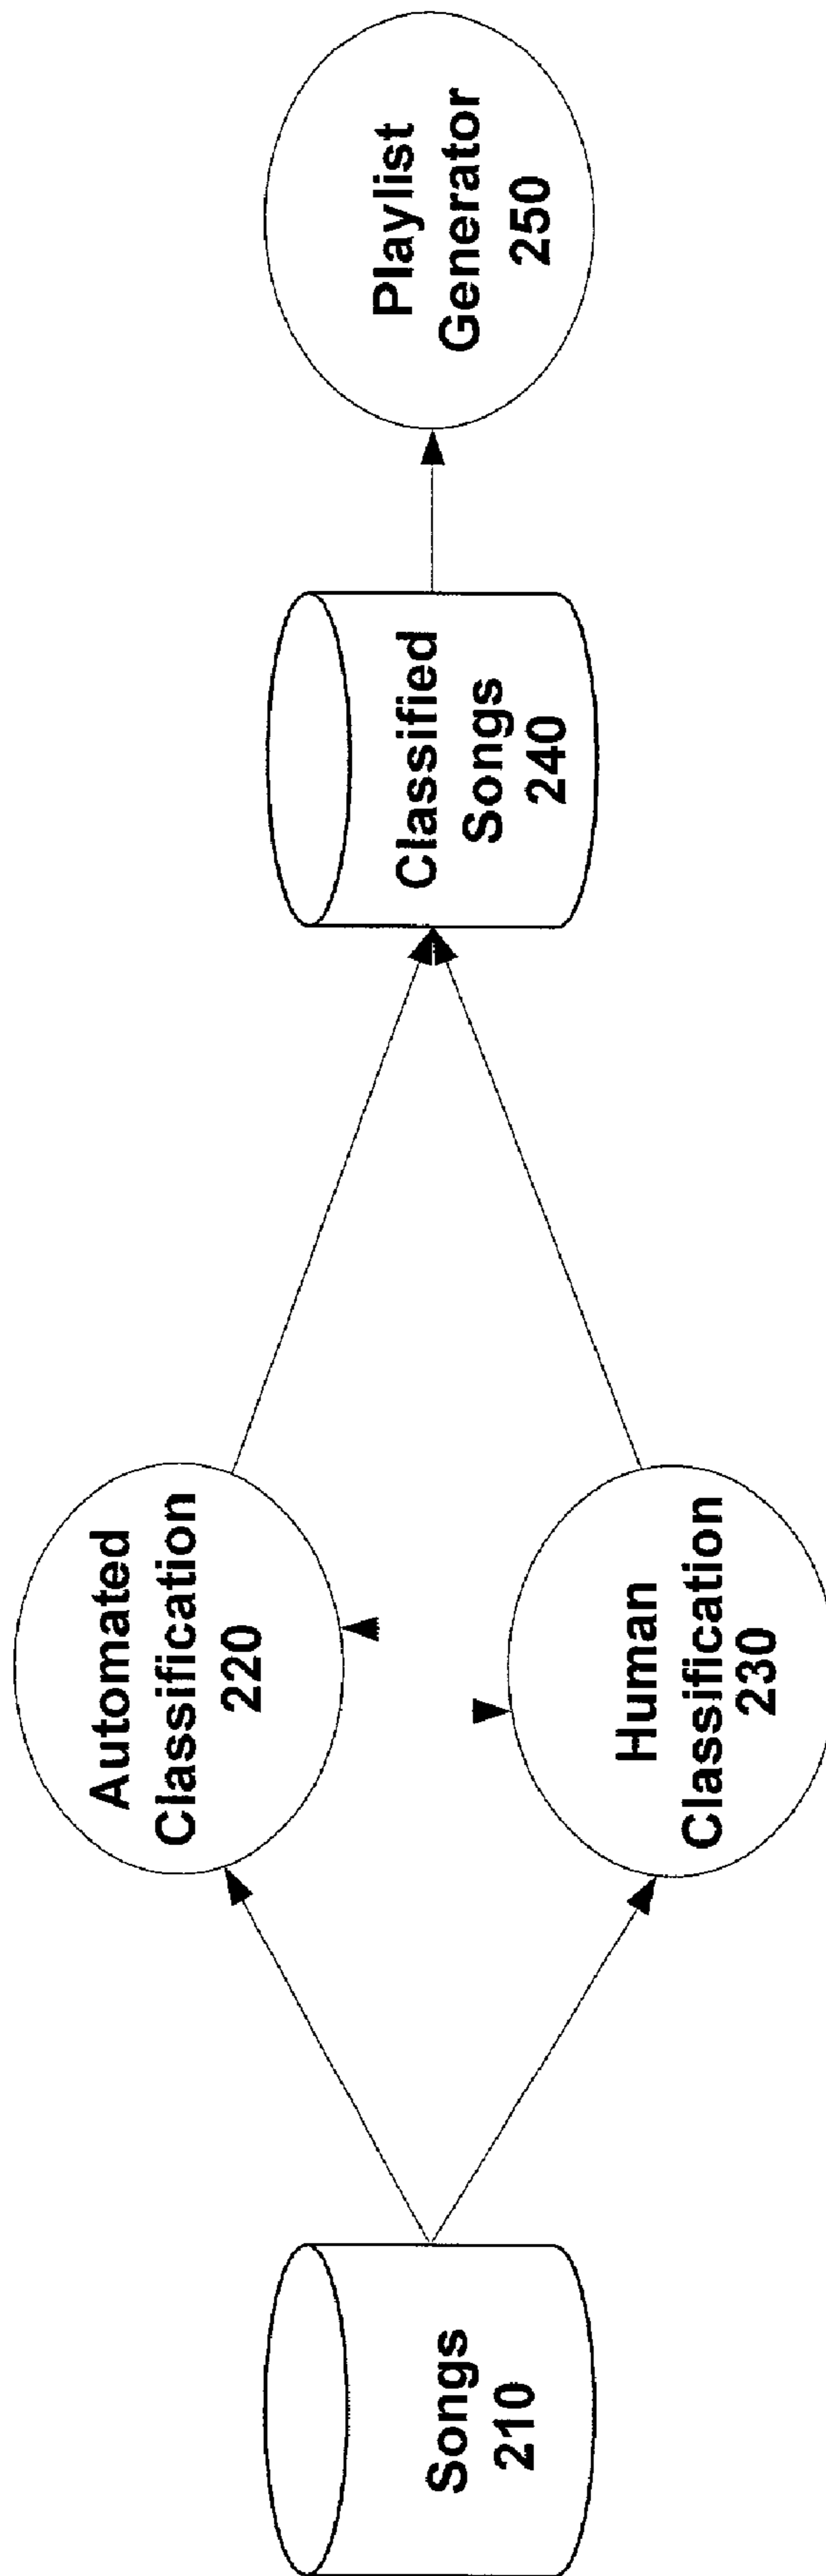 Songs
210
Automated
Classification
220
Human
Classification
230
Classified
Songs
240
Playlist
Generator
250